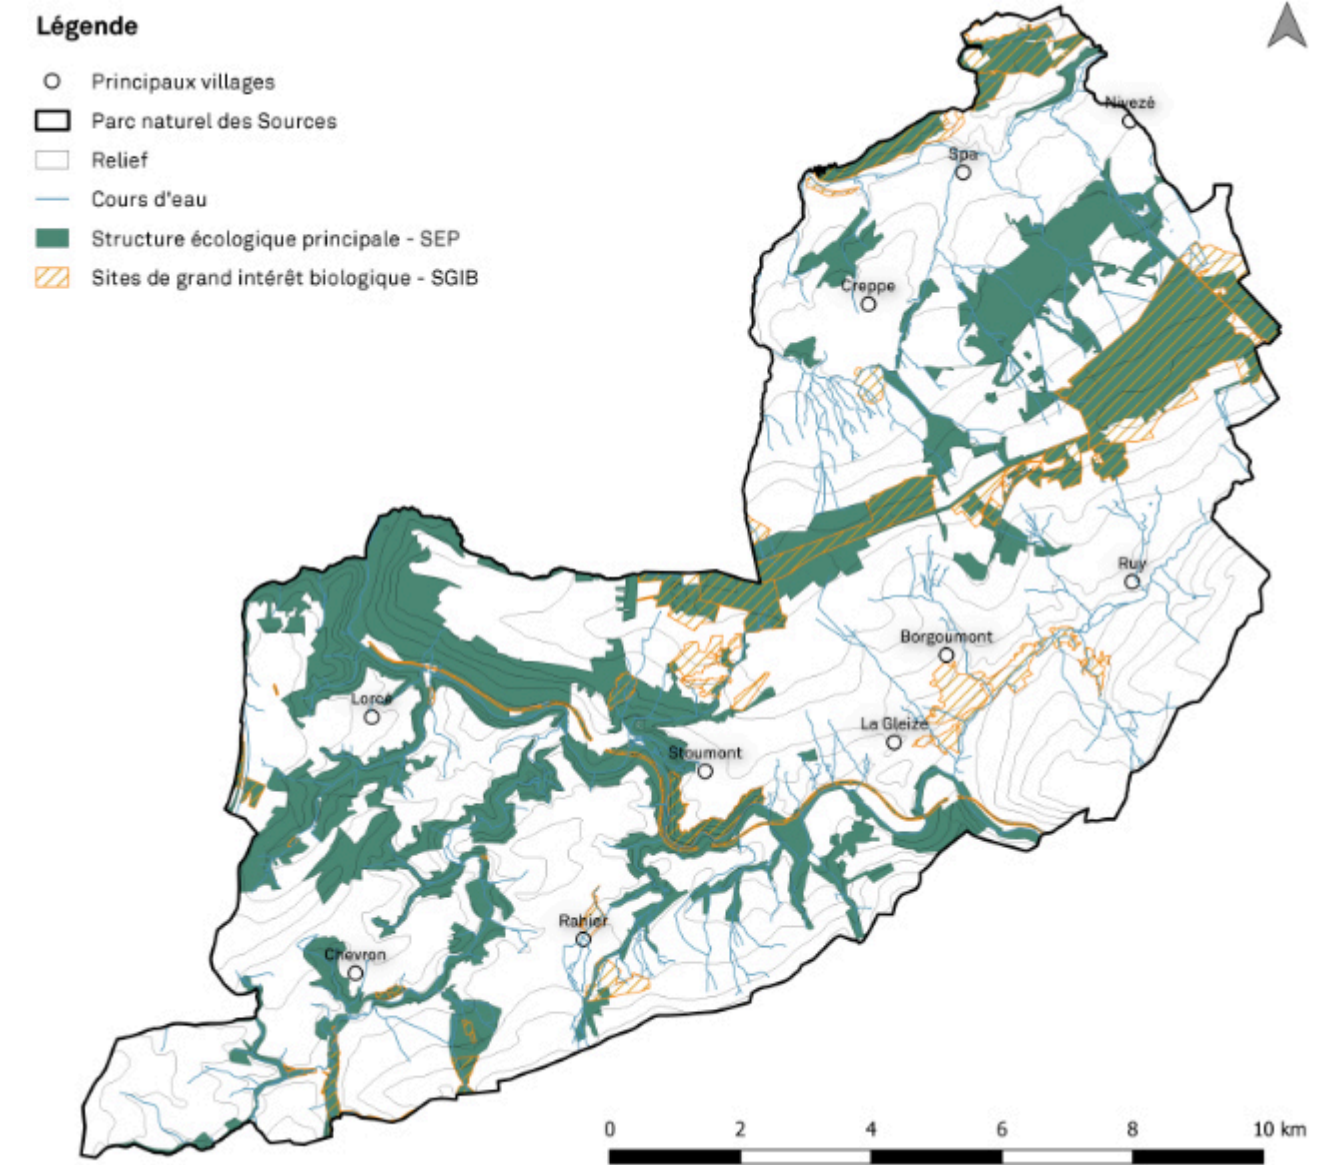 Légende
Principaux villages
Parc naturel des Sources
Relief
Cours d'eau
Structure écologique principale - SEP
Sites de grand intérêt biologique - SGIB
Nivezé
Spa
Creppe
Ruy
Borgoumont
Lorcé
La Gleize
Stoumont
Rahier
Chevron
0 2 4 6 8 10 km